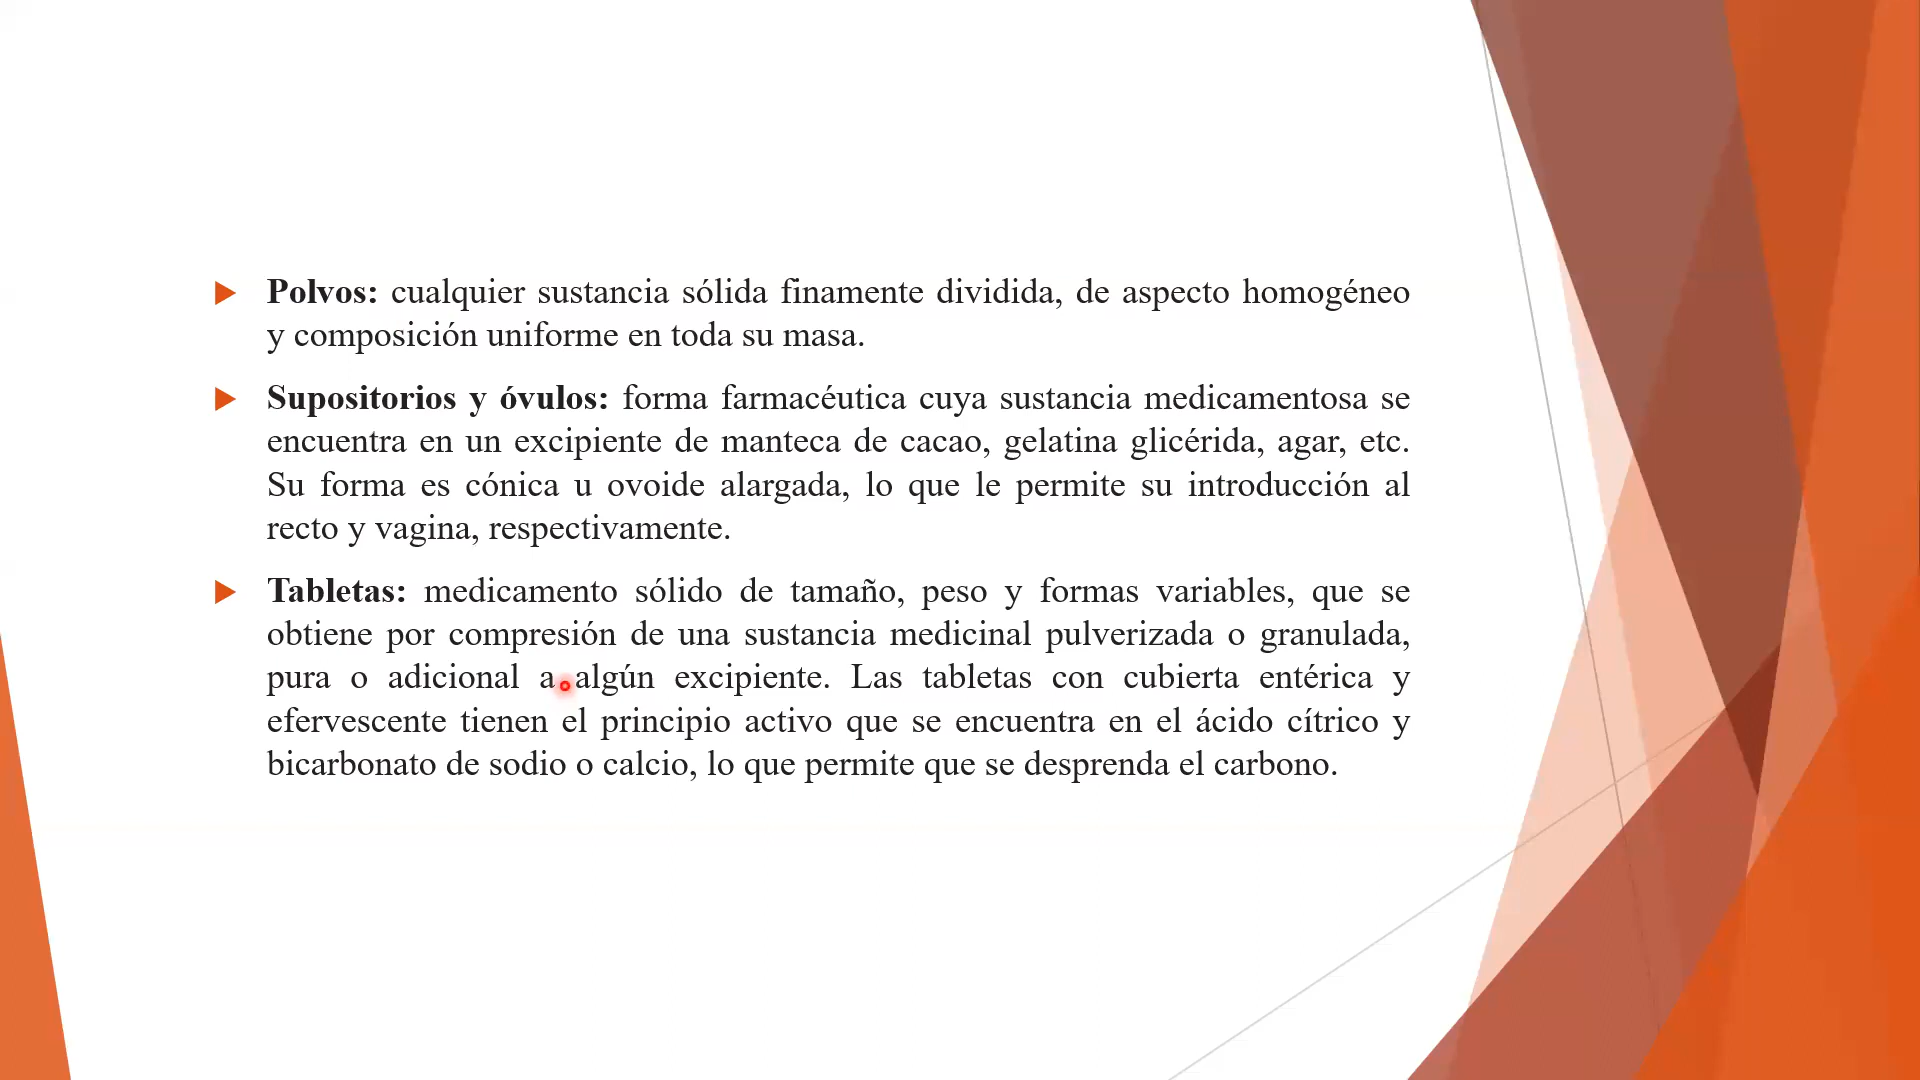 Polvos: cualquier sustancia sólida finamente dividida, de aspecto homogéneo
y composición uniforme en toda su masa.
Supositorios y óvulos: forma farmacéutica cuya sustancia medicamentosa se
encuentra en un excipiente de manteca de cacao, gelatina glicérida, agar, etc.
Su forma es cónica u ovoide alargada, lo que le permite su introducción al
recto y vagina, respectivamente.
Tabletas: medicamento sólido de tamaño, peso y formas variables, que se
obtiene por compresión de una sustancia medicinal pulverizada o granulada,
pura o adicional a algún excipiente. Las tabletas con cubierta entérica y
efervescente tienen el principio activo que se encuentra en el ácido cítrico y
bicarbonato de sodio o calcio, lo que permite que se desprenda el carbono.